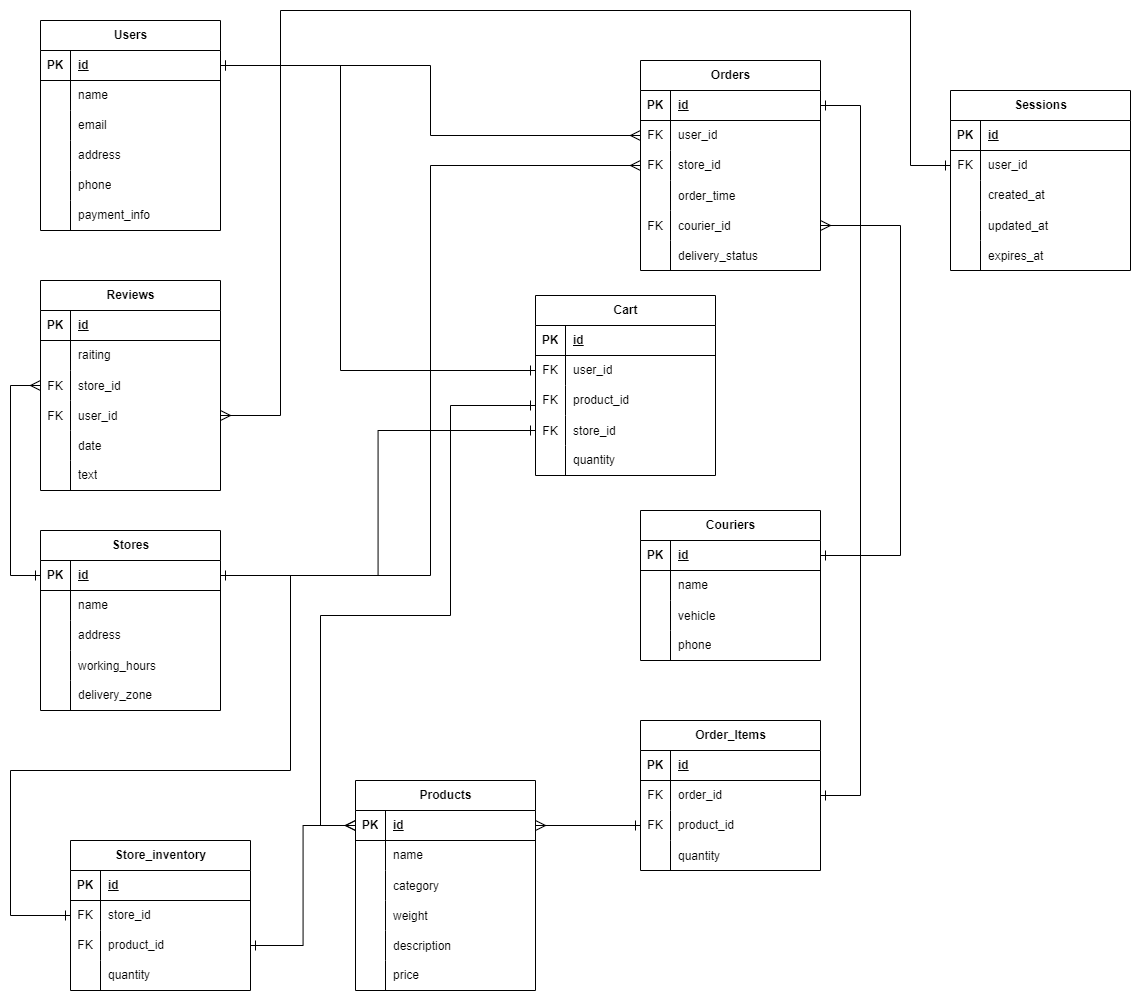 Users
PK id
name
email
address
phone
payment_info
Orders
PK id
FK user_id
FK store_id
order_time
FK courier_id
delivery_status
Sessions
PK id
FK user_id
created_at
updated_at
expires_at
Reviews
PK id
raiting
FK store_id
FK user_id
date
text
Cart
PK id
FK user_id
FK product_id
FK store_id
quantity
Stores
PK id
name
address
working_hours
delivery_zone
Couriers
PK id
name
vehicle
phone
Order_Items
PK id
FK order_id
FK product_id
quantity
Products
PK id
name
category
weight
description
price
Store_inventory
PK id
FK store_id
FK product_id
quantity